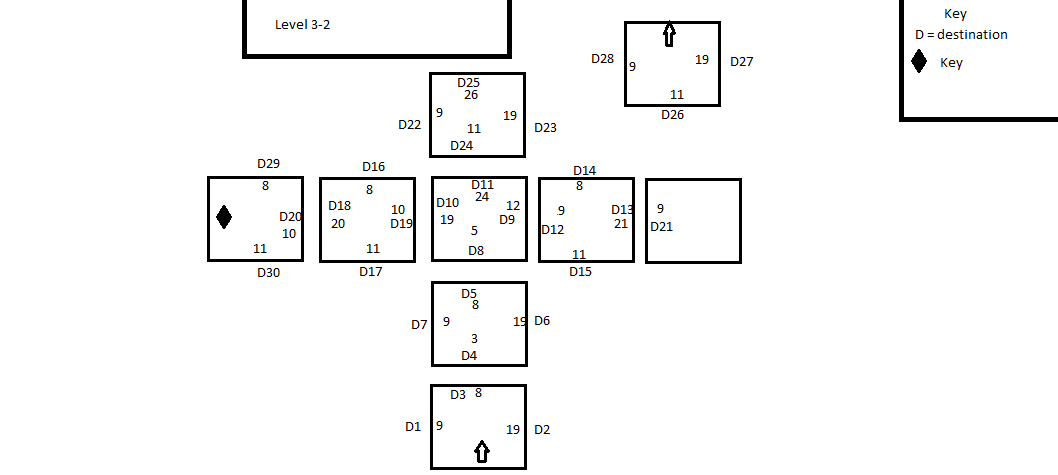 Level 3-2
Key
D = destination
Key
D28
9
19
D27
11
D26
D25
26
9
19
D22
11
D23
D24
D29
8
D20
10
11
D30
D16
8
D18
10
20
D19
11
D17
D11
24
D10
12
19
D9
5
D8
D14
8
.9
D13
D12
21
11
D15
9
D21
D5
8
D7
9
19
D6
3
D4
D3
8
D1
9
19
D2